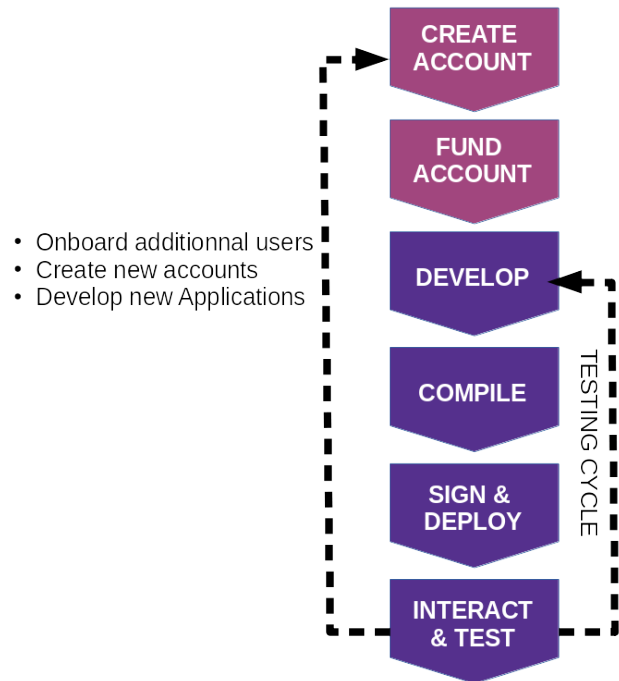 CREATE
ACCOUNT
FUND
ACCOUNT
• Onboard additionnal users
• Create new accounts
• Develop new Applications
DEVELOP
COMPILE
TESTING CYCLE
SIGN &
DEPLOY
INTERACT
& TEST